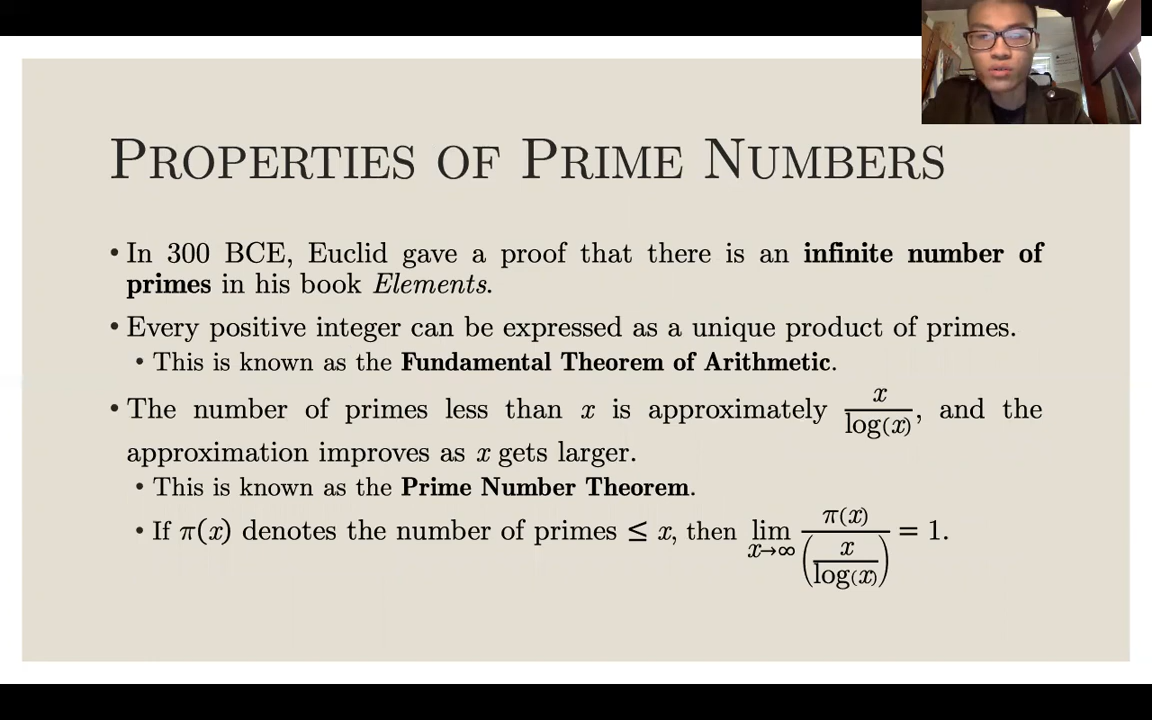 PROPERTIES OF PRIME NUMBERS
• In 300 BCE, Euclid gave a proof that there is an infinite number of
primes in his book Elements.
• Every positive integer can be expressed as a unique product of primes.
• This is known as the Fundamental Theorem of Arithmetic.
• The number of primes less than x is approximately x/log(x), and the
approximation improves as x gets larger.
• This is known as the Prime Number Theorem.
• If π(x) denotes the number of primes ≤ x, then lim x→∞ π(x)/(x/log(x)) = 1.